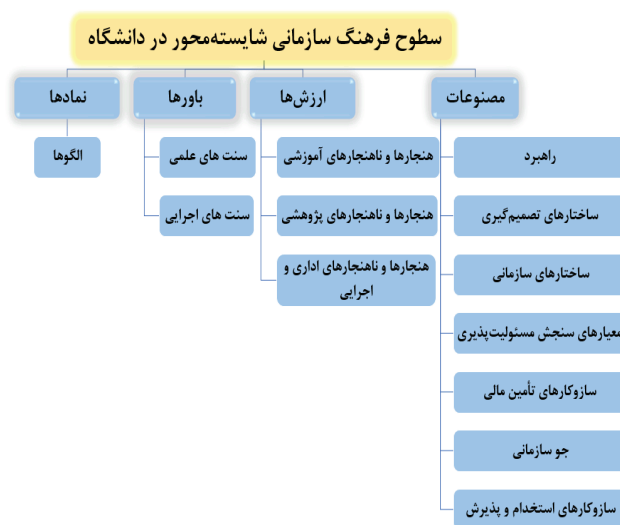 سطوح فرهنگ سازمانی شایسته‌محور در دانشگاه
مصنوعات
ارزش‌ها
باورها
نمادها
راهبرد
ساختارهای تصمیم‌گیری
ساختارهای سازمانی
معیارهای سنجش مسئولیت‌پذیری
سازوکارهای تأمین مالی
جو سازمانی
سازوکارهای استخدام و پذیرش
هنجارها و ناهنجارهای آموزشی
هنجارها و ناهنجارهای پژوهشی
هنجارها و ناهنجارهای اداری و
اجرایی
سنت های علمی
سنت های اجرایی
الگوها